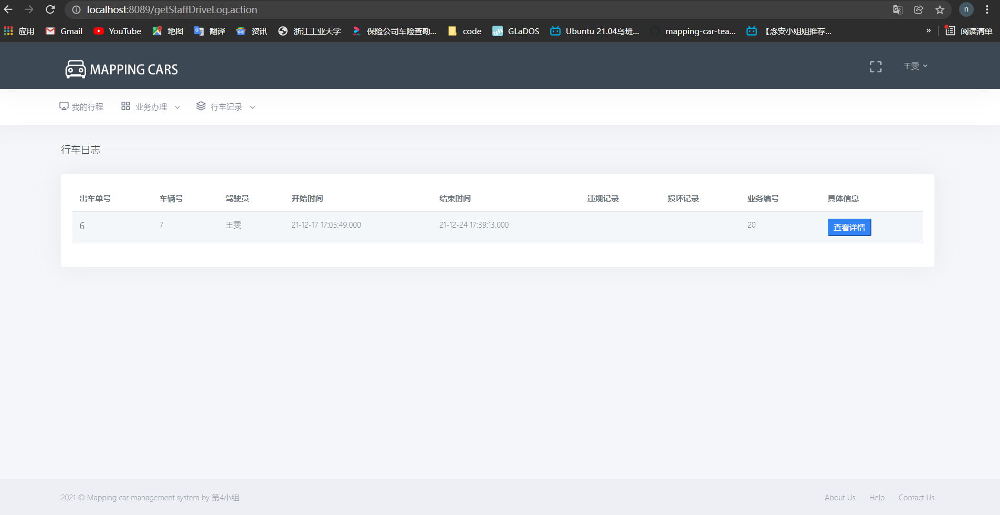 localhost:8089/getStaffDriveLog.action
n
应用 Gmail YouTube 地图 翻译 资讯 浙江工业大学 保险公司车险查勘... code GLaDOS Ubuntu 21.04乌班... mapping-car-tea... 【念安小姐姐推荐... » 阅读清单
MAPPING CARS
王雯
我的行程 业务办理 行车记录
行车日志
出车单号 车辆号 驾驶员 开始时间 结束时间 违规记录 损坏记录 业务编号 具体信息
6 7 王雯 21-12-17 17:05:49.000 21-12-24 17:39:13.000 20 查看详情
2021 © Mapping car management system by 第4小组 About Us Help Contact Us